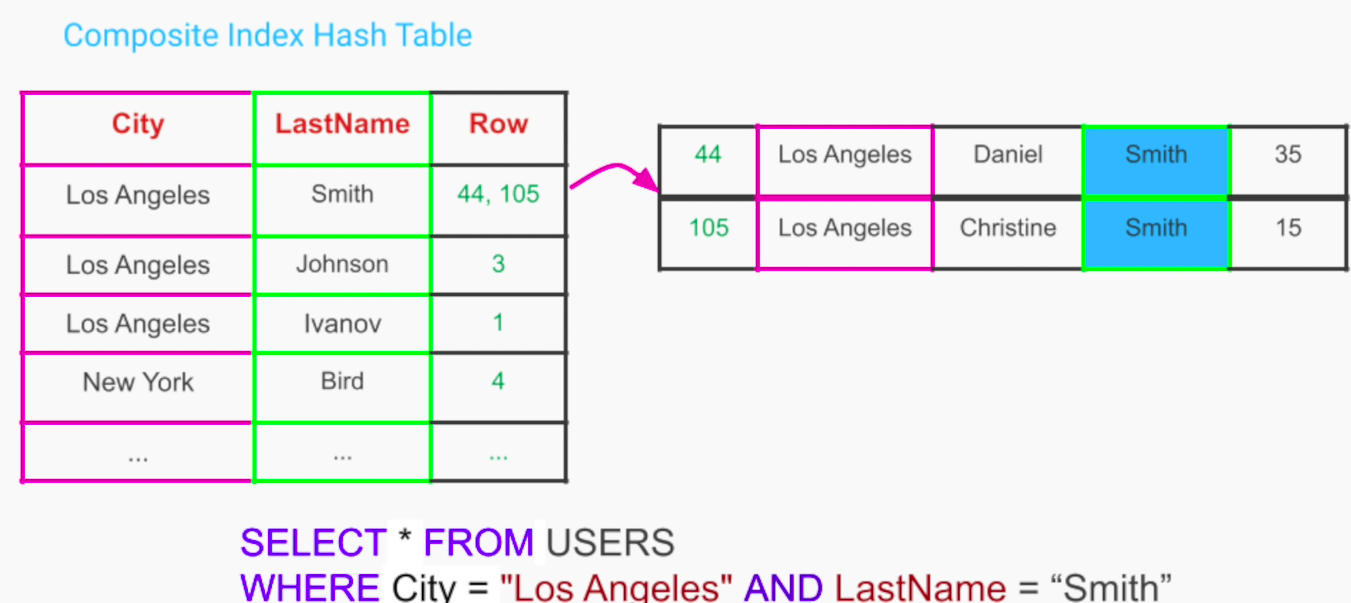 Composite Index Hash Table
City LastName Row
Los Angeles Smith 44, 105
Los Angeles Johnson 3
Los Angeles Ivanov 1
New York Bird 4
... ... ...
44 Los Angeles Daniel Smith 35
105 Los Angeles Christine Smith 15
SELECT * FROM USERS
WHERE City = "Los Angeles" AND LastName = “Smith”